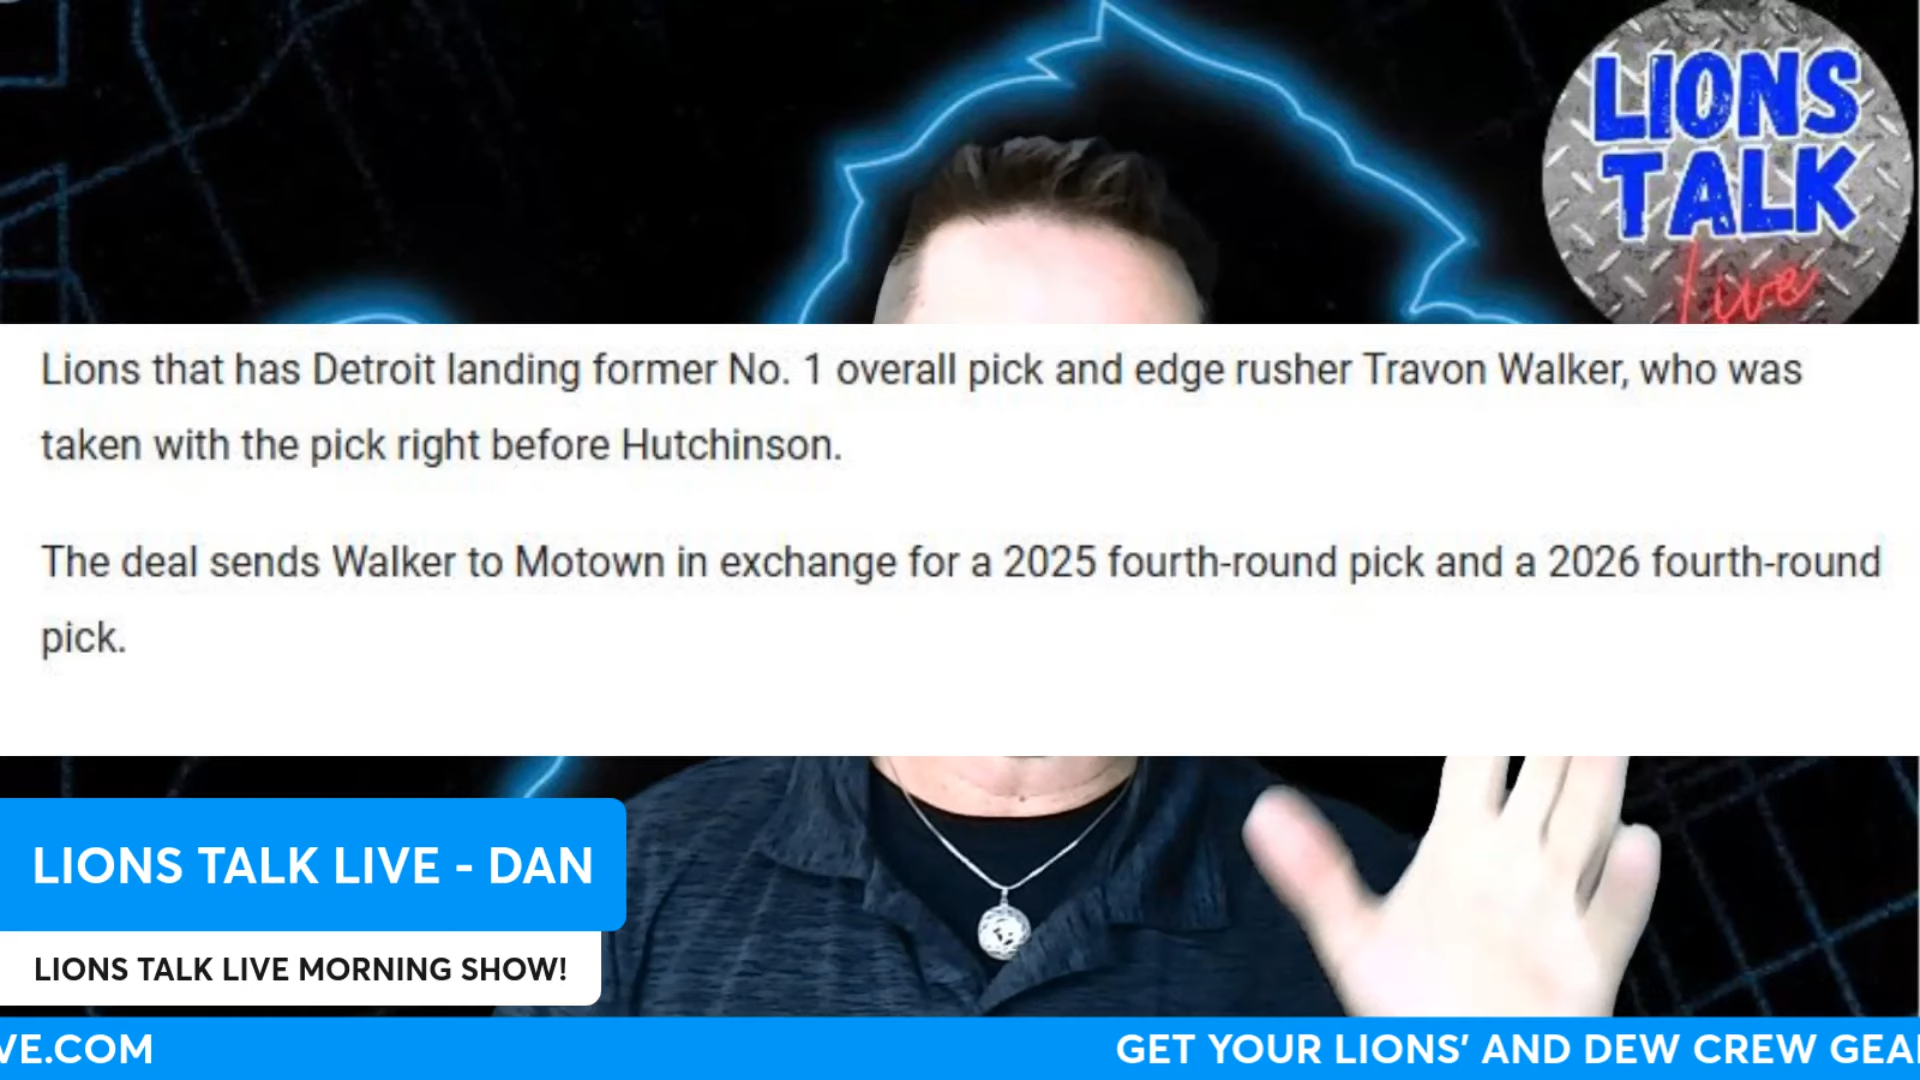 LIONS
TALK
live
Lions that has Detroit landing former No. 1 overall pick and edge rusher Travon Walker, who was
taken with the pick right before Hutchinson.
The deal sends Walker to Motown in exchange for a 2025 fourth-round pick and a 2026 fourth-round
pick.
LIONS TALK LIVE - DAN
LIONS TALK LIVE MORNING SHOW!
VE.COM
GET YOUR LIONS' AND DEW CREW GEA